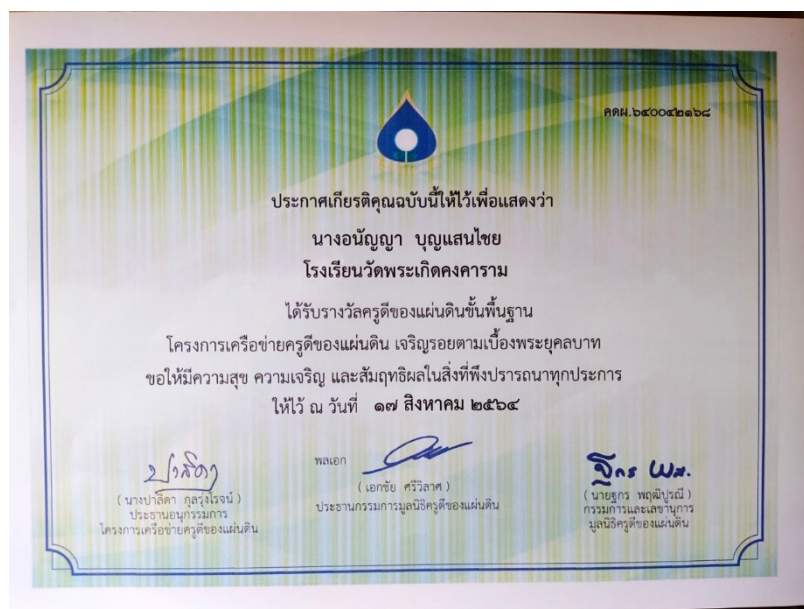 คดผ.๖๔๐๐๔๒๑๖๘
ประกาศเกียรติคุณฉบับนี้ให้ไว้เพื่อแสดงว่า
นางอนัญญา บุญแสนไชย
โรงเรียนวัดพระเกิดคงคาราม
ได้รับรางวัลครูดีของแผ่นดินขั้นพื้นฐาน
โครงการเครือข่ายครูดีของแผ่นดิน เจริญรอยตามเบื้องพระยุคลบาท
ขอให้มีความสุข ความเจริญ และสัมฤทธิผลในสิ่งที่พึงปรารถนาทุกประการ
ให้ไว้ ณ วันที่ ๑๗ สิงหาคม ๒๕๖๔
ปาลิดา
(นางปาลิดา กุลรุ่งโรจน์)
ประธานอนุกรรมการ
โครงการเครือข่ายครูดีของแผ่นดิน
พลเอก
(เอกชัย ศรีวิลาศ)
ประธานกรรมการมูลนิธิครูดีของแผ่นดิน
(นายฐกร พฤฒิปูรณี)
กรรมการและเลขานุการ
มูลนิธิครูดีของแผ่นดิน